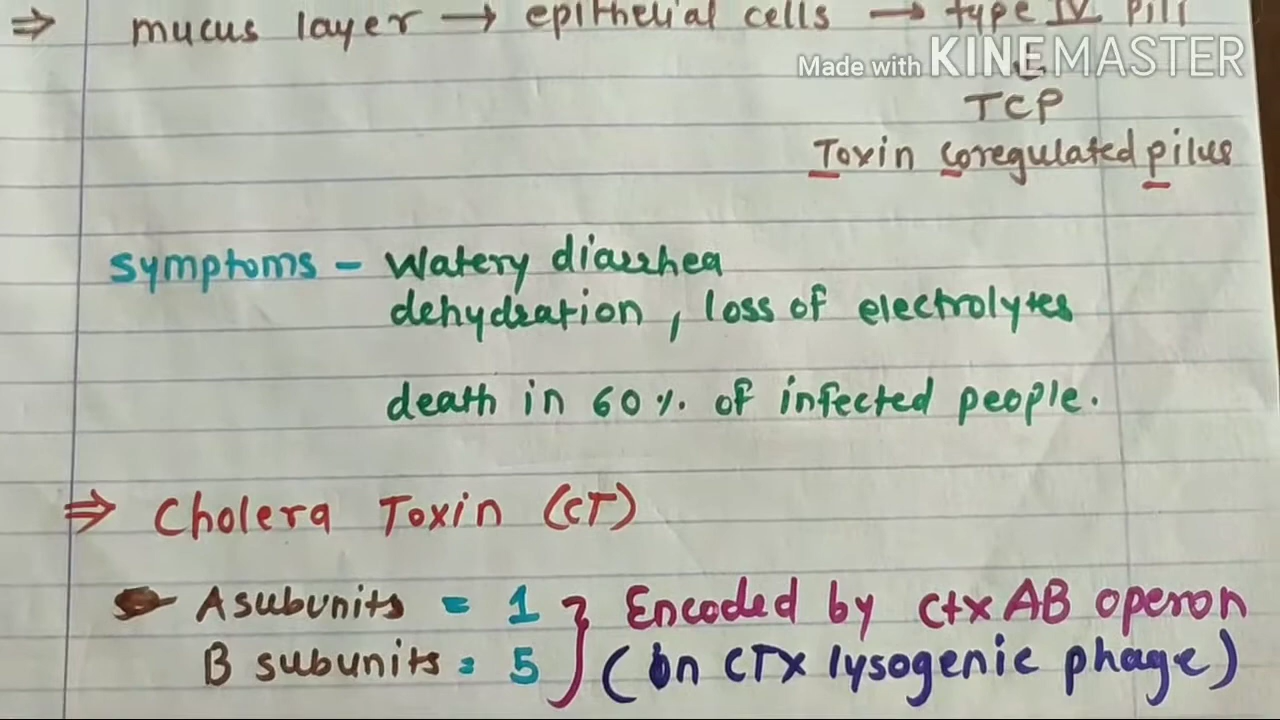 ⇒ mucus layer → epithelial cells → type IV Pili
Made with KINEMASTER
TCP
Toxin coregulated pilus
Symptoms - Watery diarrhea
dehydration, loss of electrolytes
death in 60% of infected people.
⇒ Cholera Toxin (CT)
A subunits = 1 } Encoded by CtxAB operon
B subunits = 5 (On CTX lysogenic phage)